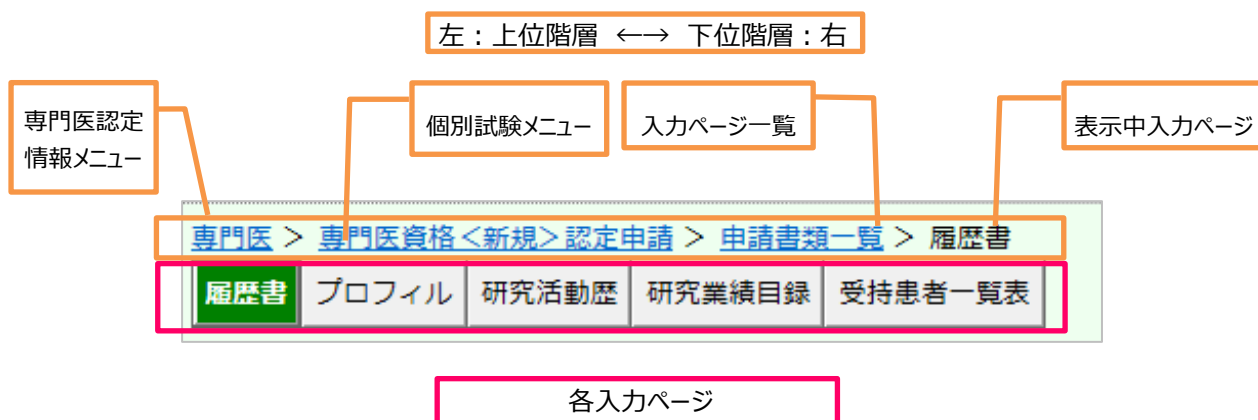 左：上位階層 ←→ 下位階層：右
専門医認定
情報メニュー
個別試験メニュー
入力ページ一覧
表示中入力ページ
専門医 > 専門医資格<新規>認定申請 > 申請書類一覧 > 履歴書
履歴書 プロフィル 研究活動歴 研究業績目録 受持患者一覧表
各入力ページ